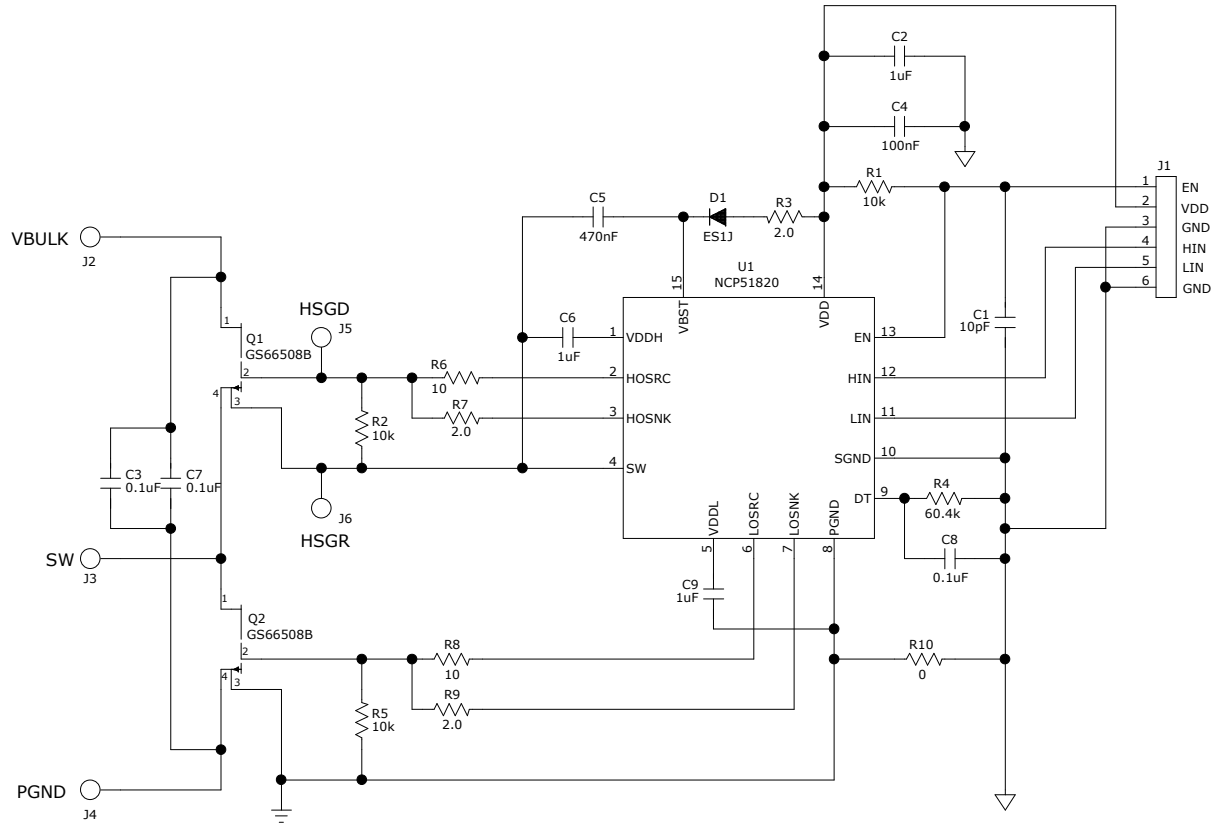 C2
1uF
C4
100nF
R1
10k
J1
1 EN
2 VDD
3 GND
4 HIN
5 LIN
6 GND
C5
470nF
D1
ES1J
R3
2.0
VBULK
J2
U1
NCP51820
15
VBST
14
VDD
C1
10pF
HSGD
J5
C6
1uF
1 VDDH
EN 13
1
Q1
GS66508B
2
4
3
R6
10
2 HOSRC
HIN 12
R7
2.0
3 HOSNK
LIN 11
R2
10k
4 SW
SGND 10
C3
0.1uF
C7
0.1uF
J6
HSGR
DT 9
R4
60.4k
C8
0.1uF
VDDL
5
LOSRC
6
LOSNK
7
PGND
8
SW
J3
C9
1uF
1
Q2
GS66508B
2
4
3
R8
10
R9
2.0
R10
0
R5
10k
PGND
J4